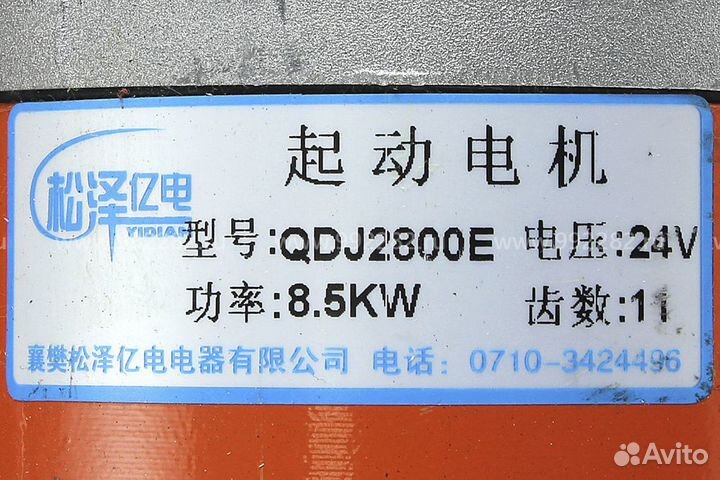 起动电机
松泽亿电
YIDIAN
型号:QDJ2800E 电压:24V
功率:8.5KW 齿数:11
襄樊松泽亿电电器有限公司 电话: 0710-3424496
Avito